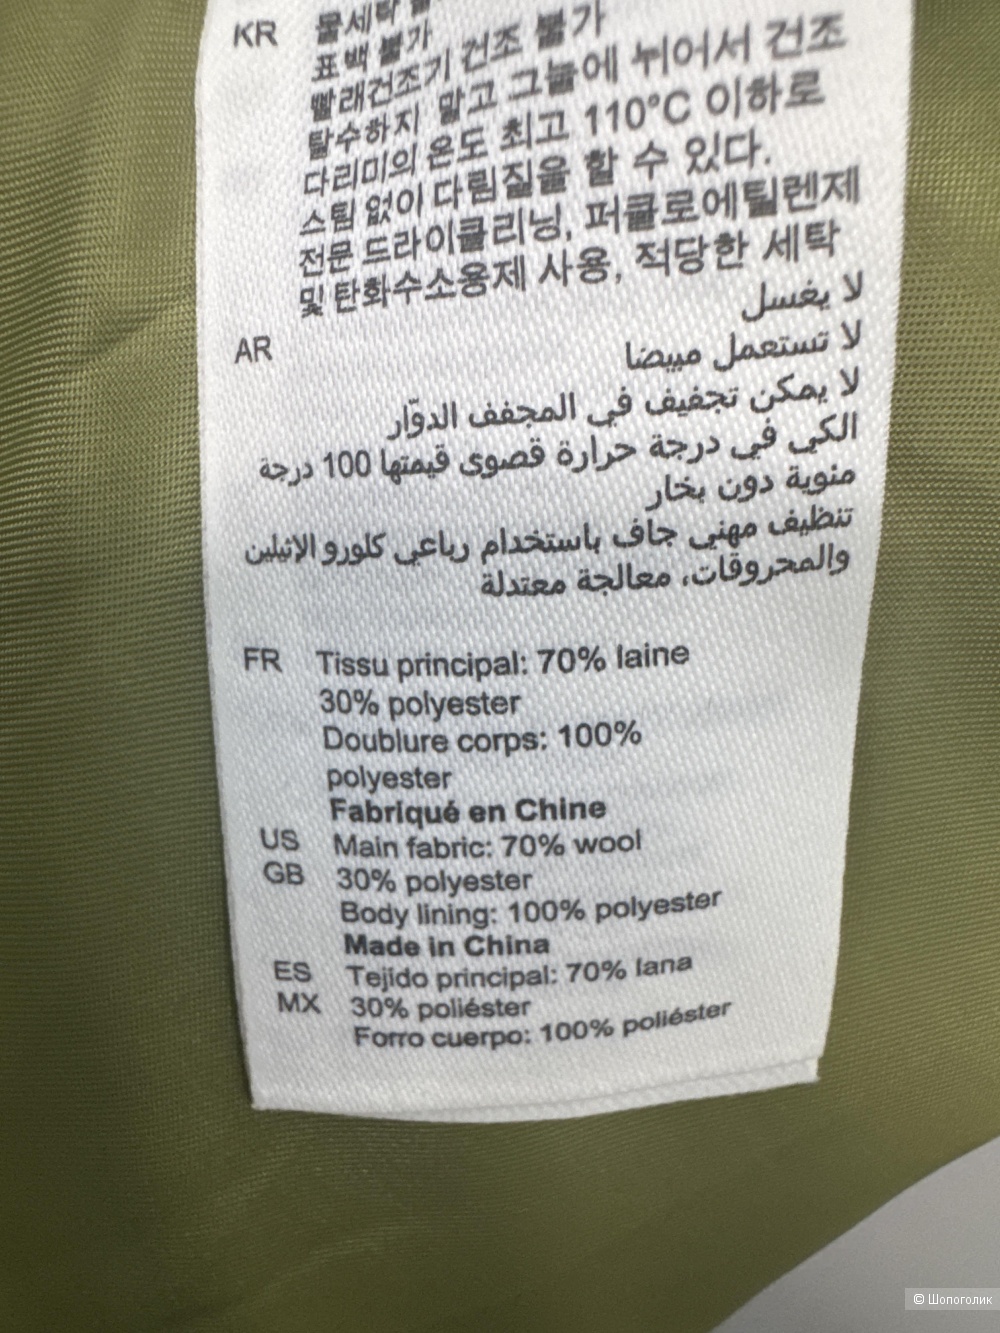 KR 물세탁 불
표백 불가
빨래건조기 건조 불가
탈수하지 말고 그늘에 뉘어서 건조
다리미의 온도 최고 110°C 이하로
스팀 없이 다림질을 할 수 있다.
전문 드라이클리닝, 퍼클로에틸렌제
및 탄화수소용제 사용, 적당한 세탁
AR لا يغسل
لا تستعمل مبيضا
لا يمكن تجفيف في المجفف الدوّار
الكي في درجة حرارة قصوى قيمتها 100 درجة
مئوية دون بخار
تنظيف مهني جاف باستخدام رباعي كلورو الإثيلين
والمحروقات، معالجة معتدلة
FR Tissu principal: 70% laine
30% polyester
Doublure corps: 100%
polyester
Fabriqué en Chine
US Main fabric: 70% wool
GB 30% polyester
Body lining: 100% polyester
Made in China
ES Tejido principal: 70% lana
MX 30% poliéster
Forro cuerpo: 100% poliéster
© Шопоголик